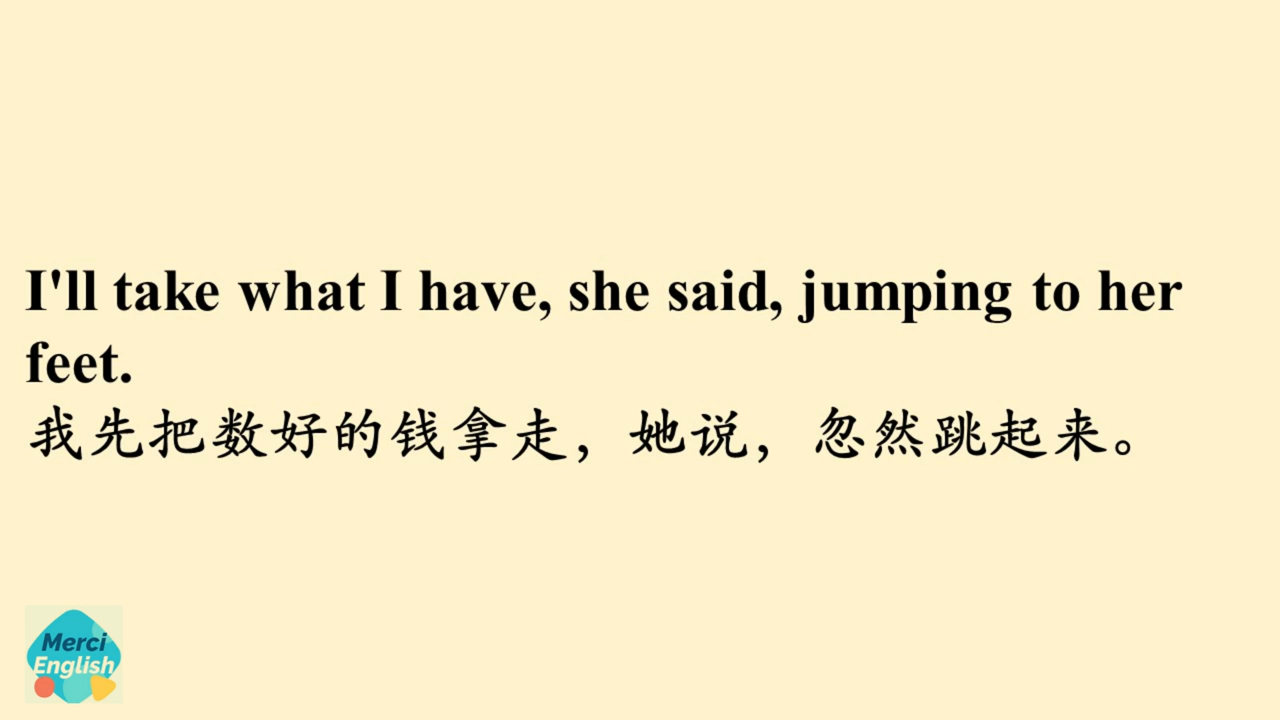 I'll take what I have, she said, jumping to her
feet.
我先把数好的钱拿走，她说，忽然跳起来。
Merci
English